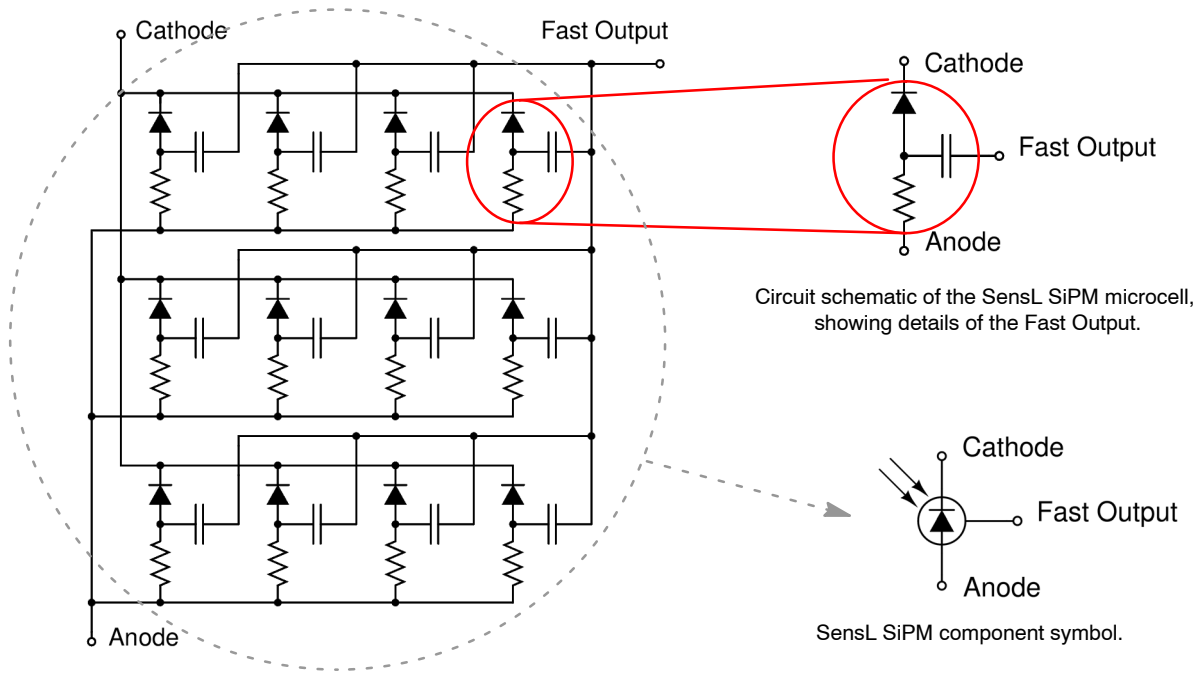 Cathode
Fast Output
Cathode
Fast Output
Anode
Circuit schematic of the SensL SiPM microcell,
showing details of the Fast Output.
Cathode
Fast Output
Anode
SensL SiPM component symbol.
Anode